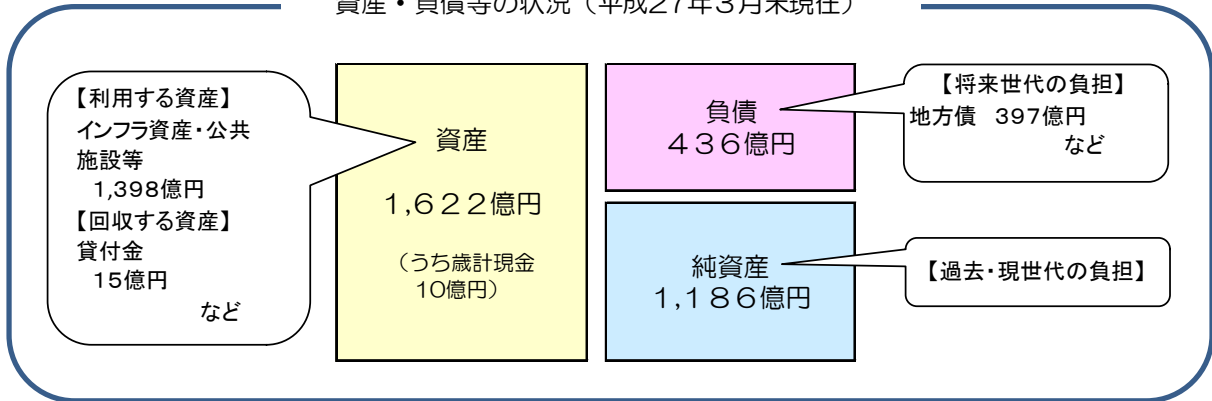 資産・負債等の状況（平成27年3月末現在）
【利用する資産】
インフラ資産・公共
施設等
1,398億円
【回収する資産】
貸付金
15億円
など
資産
1,622億円
（うち歳計現金
10億円）
負債
436億円
純資産
1,186億円
【将来世代の負担】
地方債 397億円
など
【過去・現世代の負担】